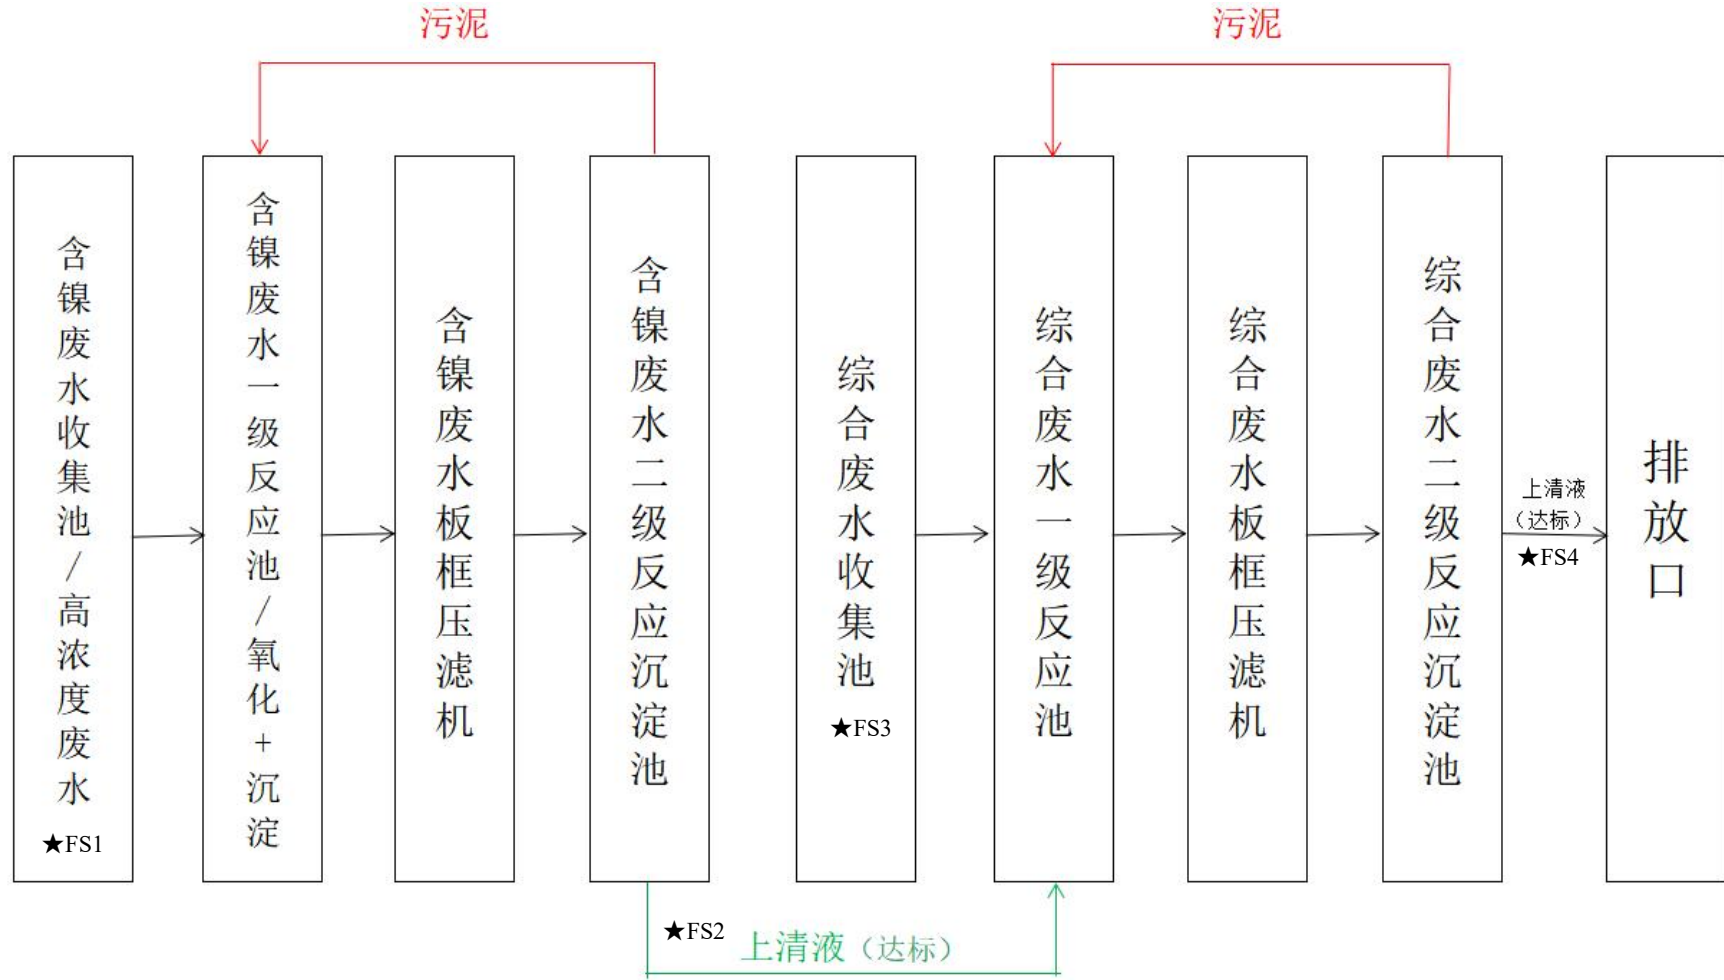 污泥
污泥
含镍废水收集池/高浓度废水
★FS1
含镍废水一级反应池/氧化+沉淀
含镍废水板框压滤机
含镍废水二级反应沉淀池
综合废水收集池
★FS3
综合废水一级反应池
综合废水板框压滤机
综合废水二级反应沉淀池
上清液
（达标）
★FS4
排放口
★FS2
上清液（达标）